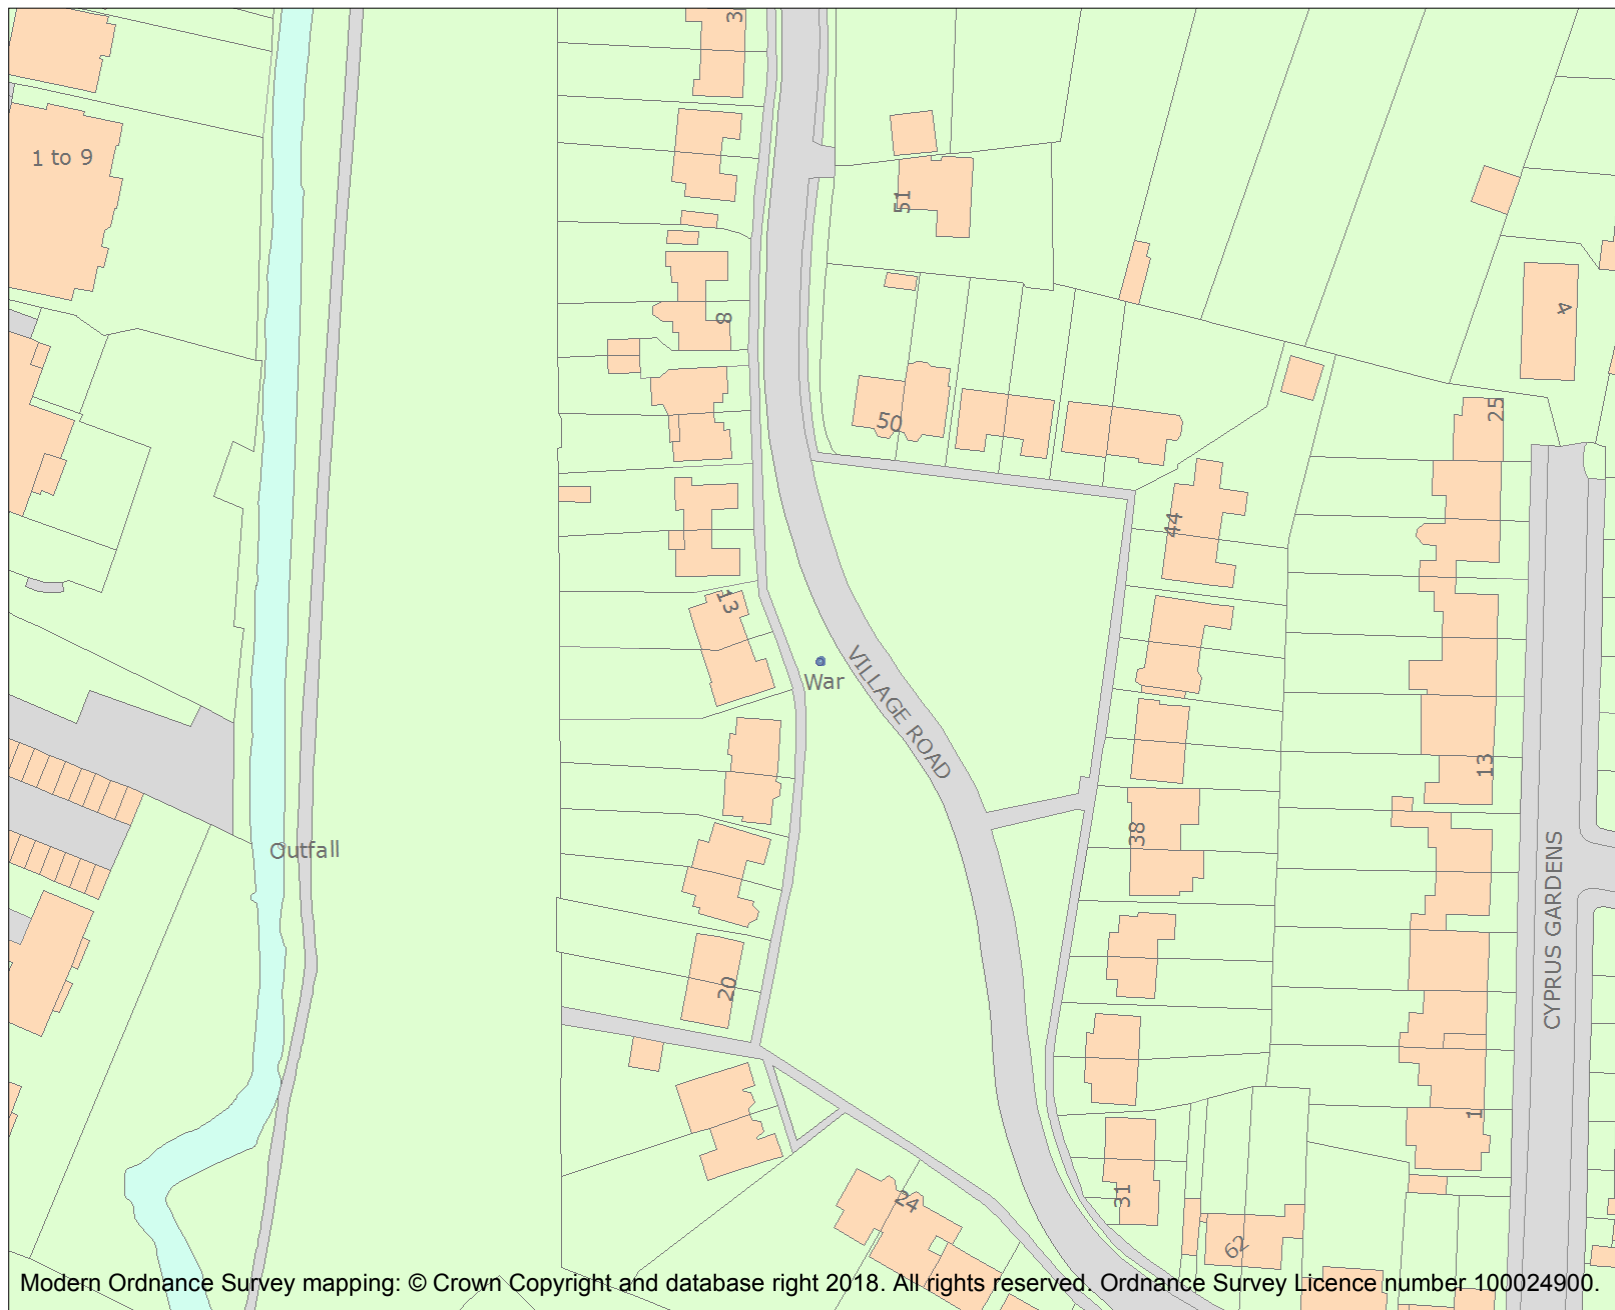 3
1 to 9
51
8
4
50
25
44
13
War
VILLAGE ROAD
13
38
Outfall
CYPRUS GARDENS
20
1
31
24
62
Modern Ordnance Survey mapping: © Crown Copyright and database right 2018. All rights reserved. Ordnance Survey Licence number 100024900.